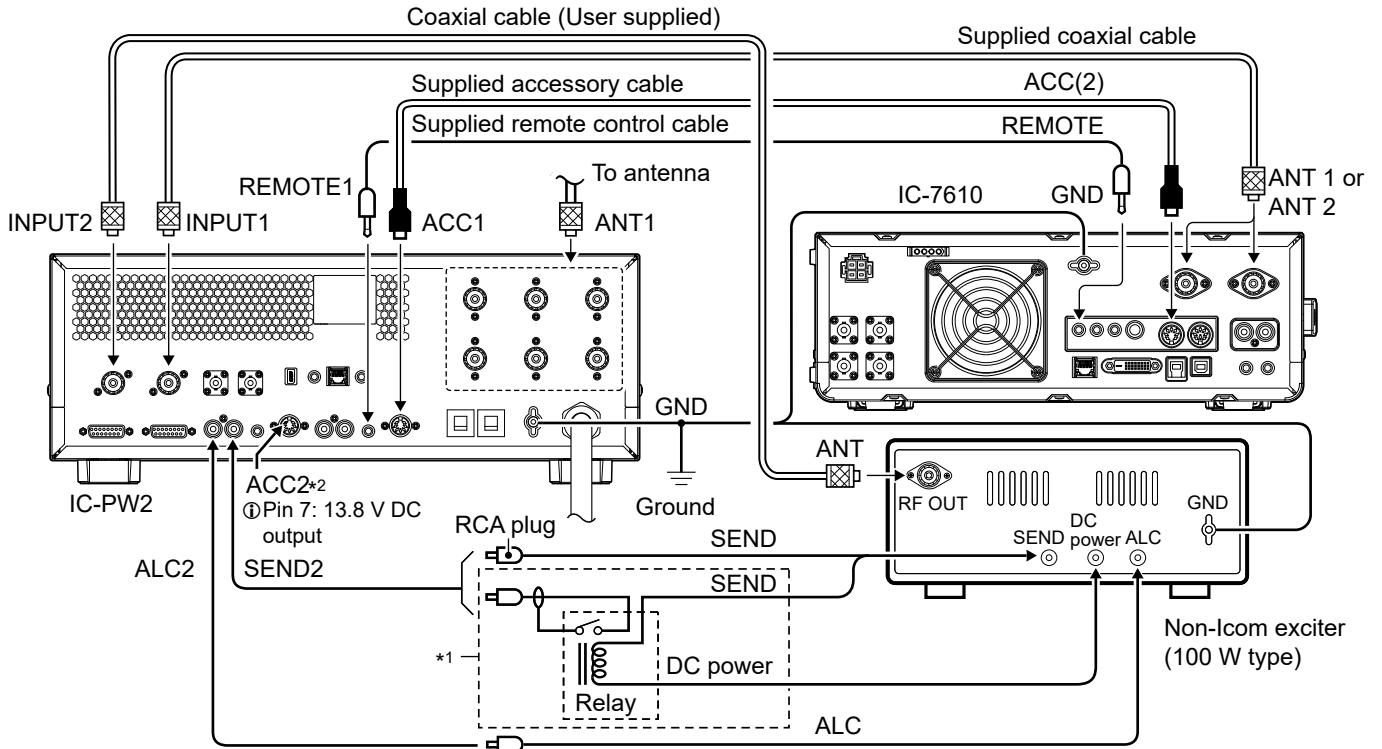 Coaxial cable (User supplied)
Supplied coaxial cable
Supplied accessory cable
ACC(2)
Supplied remote control cable
REMOTE
To antenna
REMOTE1
IC-7610
GND
ANT 1 or
ANT 2
INPUT2
INPUT1
ACC1
ANT1
GND
ANT
IC-PW2
ACC2*2
ⓘPin 7: 13.8 V DC
output
Ground
RF OUT
GND
RCA plug
SEND
SEND
DC
power
ALC
ALC2
SEND2
SEND
*1
DC power
Relay
Non-Icom exciter
(100 W type)
ALC